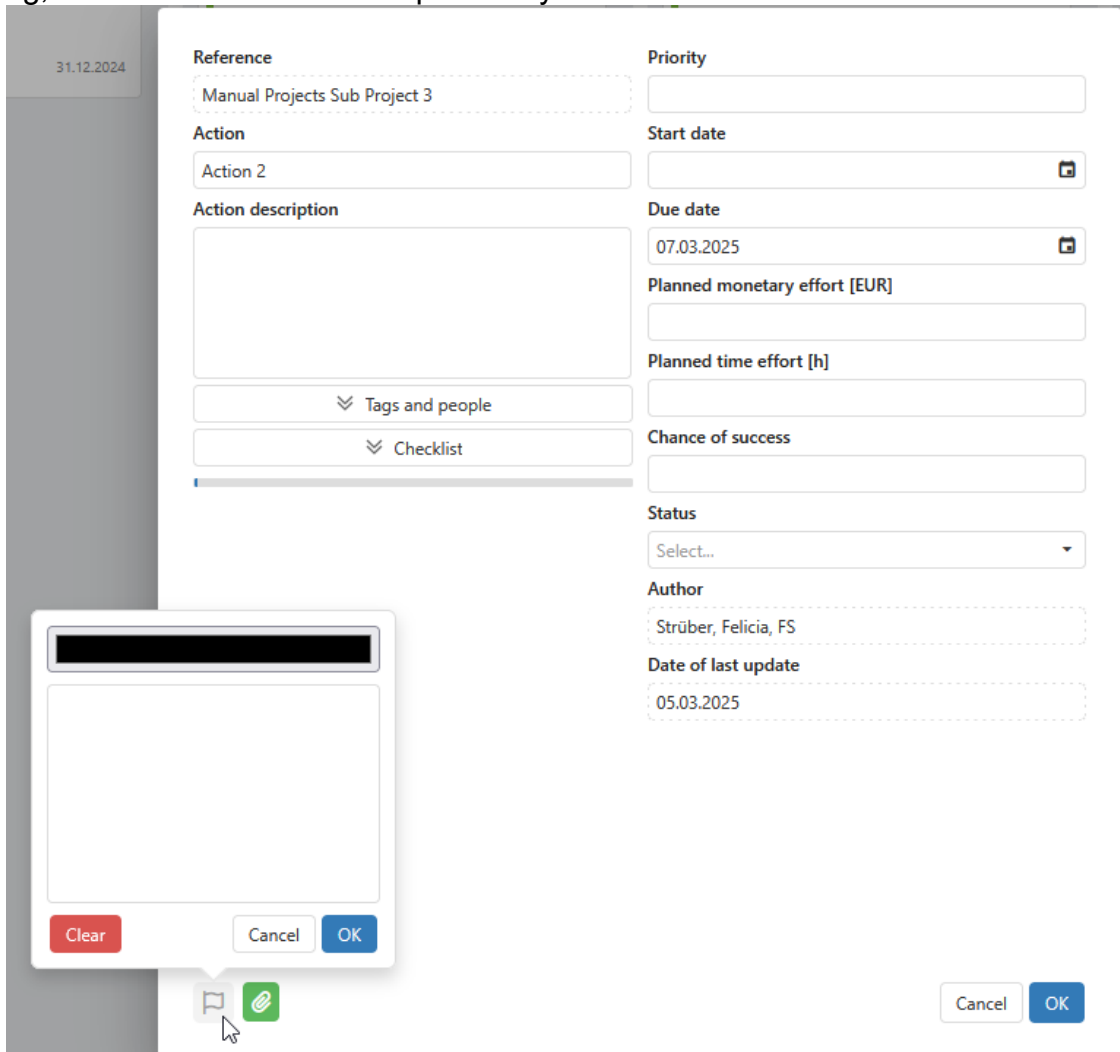 31.12.2024
Reference
Manual Projects Sub Project 3
Action
Action 2
Action description
Tags and people
Checklist
Priority
Start date
Due date
07.03.2025
Planned monetary effort [EUR]
Planned time effort [h]
Chance of success
Status
Select...
Author
Strüber, Felicia, FS
Date of last update
05.03.2025
Clear
Cancel
OK
Cancel
OK